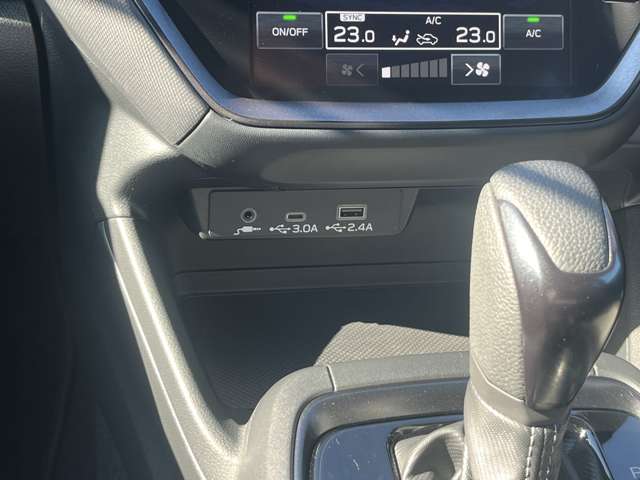 SYNC A/C
ON/OFF 23.0 23.0 A/C
< >
3.0A 2.4A
P